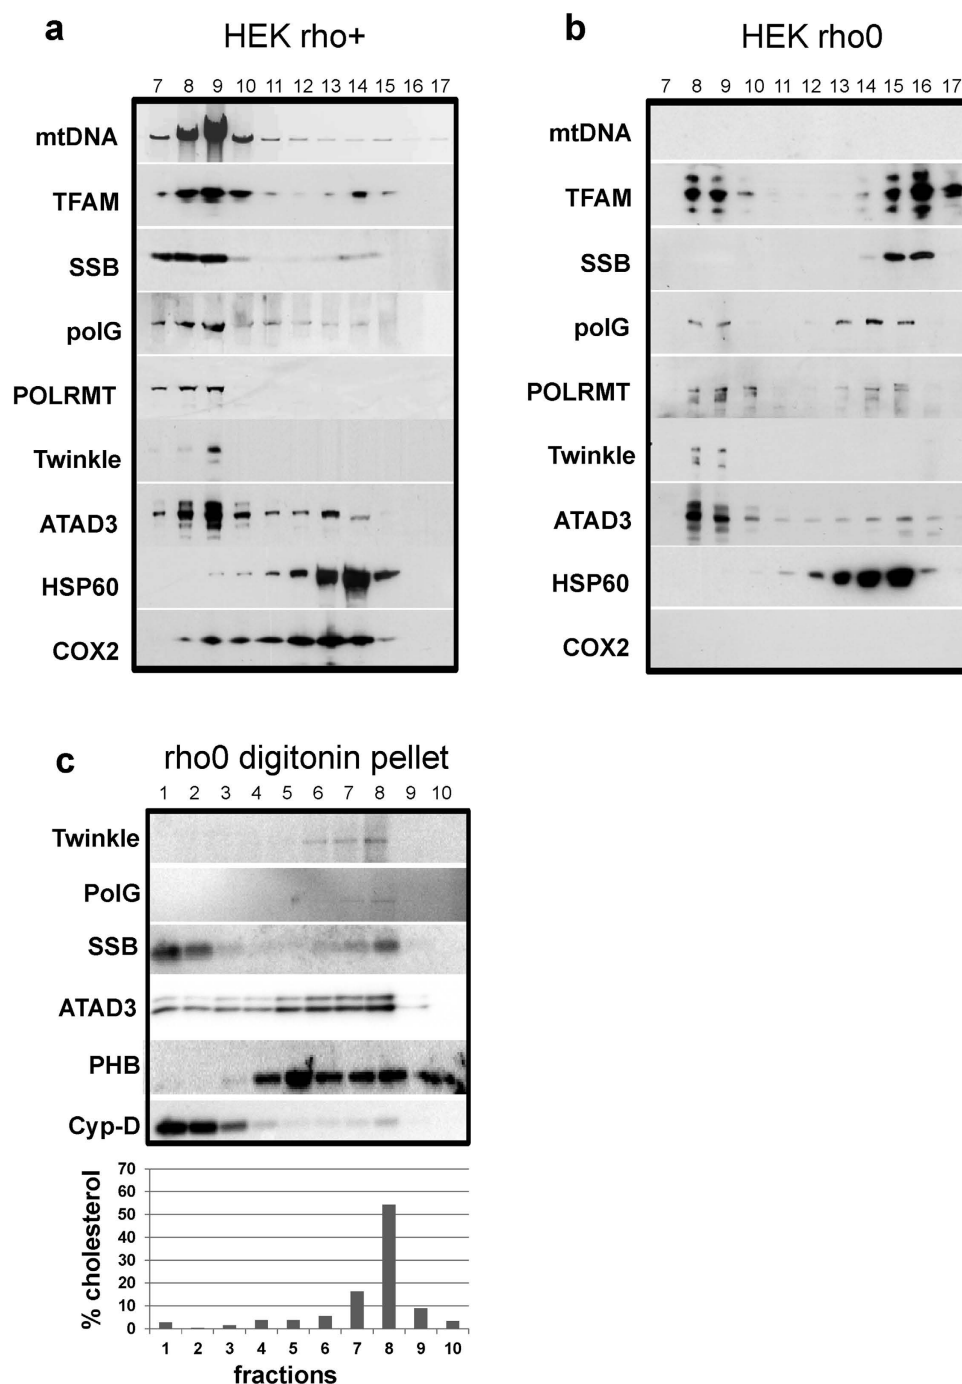 a
HEK rho+
7 8 9 10 11 12 13 14 15 16 17
mtDNA
TFAM
SSB
polG
POLRMT
Twinkle
ATAD3
HSP60
COX2
b
HEK rho0
7 8 9 10 11 12 13 14 15 16 17
mtDNA
TFAM
SSB
polG
POLRMT
Twinkle
ATAD3
HSP60
COX2
c
rho0 digitonin pellet
1 2 3 4 5 6 7 8 9 10
Twinkle
PolG
SSB
ATAD3
PHB
Cyp-D
% cholesterol
70
60
50
40
30
20
10
0
1 2 3 4 5 6 7 8 9 10
fractions